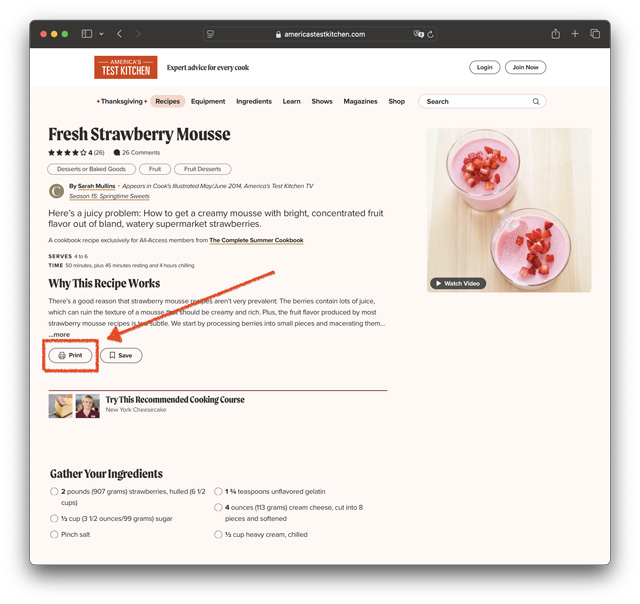 americastestkitchen.com
AMERICA'S
TEST KITCHEN
Expert advice for every cook
Login
Join Now
Thanksgiving
Recipes
Equipment
Ingredients
Learn
Shows
Magazines
Shop
Search
Fresh Strawberry Mousse
4 (26)
26 Comments
Desserts or Baked Goods
Fruit
Fruit Desserts
C
By Sarah Mullins • Appears in Cook's Illustrated May/June 2014, America's Test Kitchen TV
Season 15: Springtime Sweets
Here's a juicy problem: How to get a creamy mousse with bright, concentrated fruit
flavor out of bland, watery supermarket strawberries.
A cookbook recipe exclusively for All-Access members from The Complete Summer Cookbook
SERVES 4 to 6
TIME 50 minutes, plus 45 minutes resting and 4 hours chilling
Watch Video
Why This Recipe Works
There's a good reason that strawberry mousse recipes aren't very prevalent: The berries contain lots of juice,
which can ruin the texture of a mousse that should be creamy and rich. Plus, the fruit flavor produced by most
strawberry mousse recipes is too subtle. We start by processing berries into small pieces and macerating them...
...more
Print
Save
Try This Recommended Cooking Course
New York Cheesecake
Gather Your Ingredients
2 pounds (907 grams) strawberries, hulled (6 1/2
cups)
½ cup (3 1/2 ounces/99 grams) sugar
Pinch salt
1 ¾ teaspoons unflavored gelatin
4 ounces (113 grams) cream cheese, cut into 8
pieces and softened
½ cup heavy cream, chilled